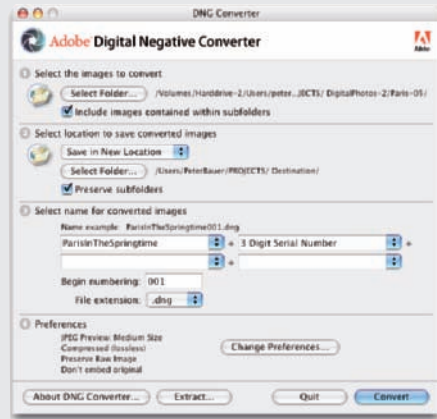 DNG Converter
Adobe Digital Negative Converter
Adobe
Select the images to convert
Select Folder... /Volumes/Harddrive-2/Users/peter...JECTS/ DigitalPhotos-2/Paris-05/
Include images contained within subfolders
Select location to save converted images
Save in New Location
Select Folder... /Users/PeterBauer/PROJECTS/ Destination/
Preserve subfolders
Select name for converted images
Name example: ParisInTheSpringtime001.dng
ParisInTheSpringtime + 3 Digit Serial Number +
+
Begin numbering: 001
File extension: .dng
Preferences
JPEG Preview: Medium Size
Compressed (lossless)
Preserve Raw Image
Don't embed original
Change Preferences...
About DNG Converter... Extract... Quit Convert